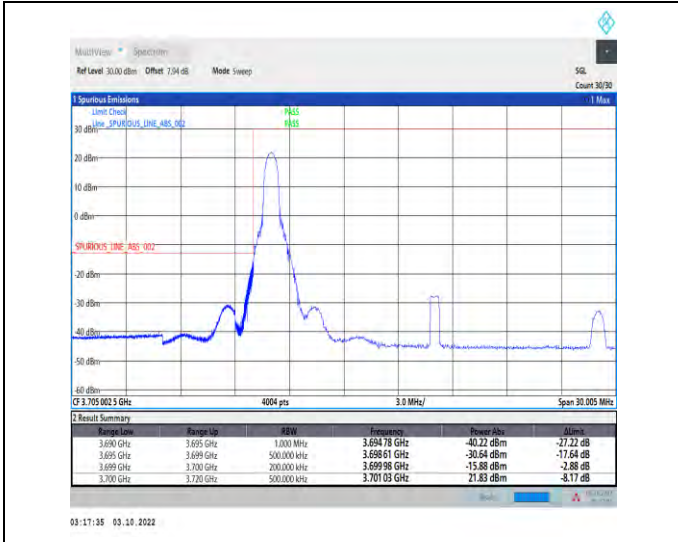 MultiView Spectrum
Ref Level 30.00 dBm Offset 7.94 dB Mode Sweep SGL
Count 30/30
1 Spurious Emissions 1 Max
Limit Check PASS
Line _SPURIOUS_LINE_ABS_002 PASS
30 dBm
20 dBm
10 dBm
0 dBm
SPURIOUS_LINE_ABS_002
-20 dBm
-30 dBm
-40 dBm
-50 dBm
-60 dBm
CF 3.705 002 5 GHz 4004 pts 3.0 MHz/ Span 30.005 MHz
2 Result Summary
Range Low Range Up RBW Frequency Power Abs ΔLimit
3.690 GHz 3.695 GHz 1.000 MHz 3.694 78 GHz -40.22 dBm -27.22 dB
3.695 GHz 3.699 GHz 500.000 kHz 3.698 61 GHz -30.64 dBm -17.64 dB
3.699 GHz 3.700 GHz 200.000 kHz 3.699 98 GHz -15.88 dBm -2.88 dB
3.700 GHz 3.720 GHz 500.000 kHz 3.701 03 GHz 21.83 dBm -8.17 dB
03:17:35 03.10.2022